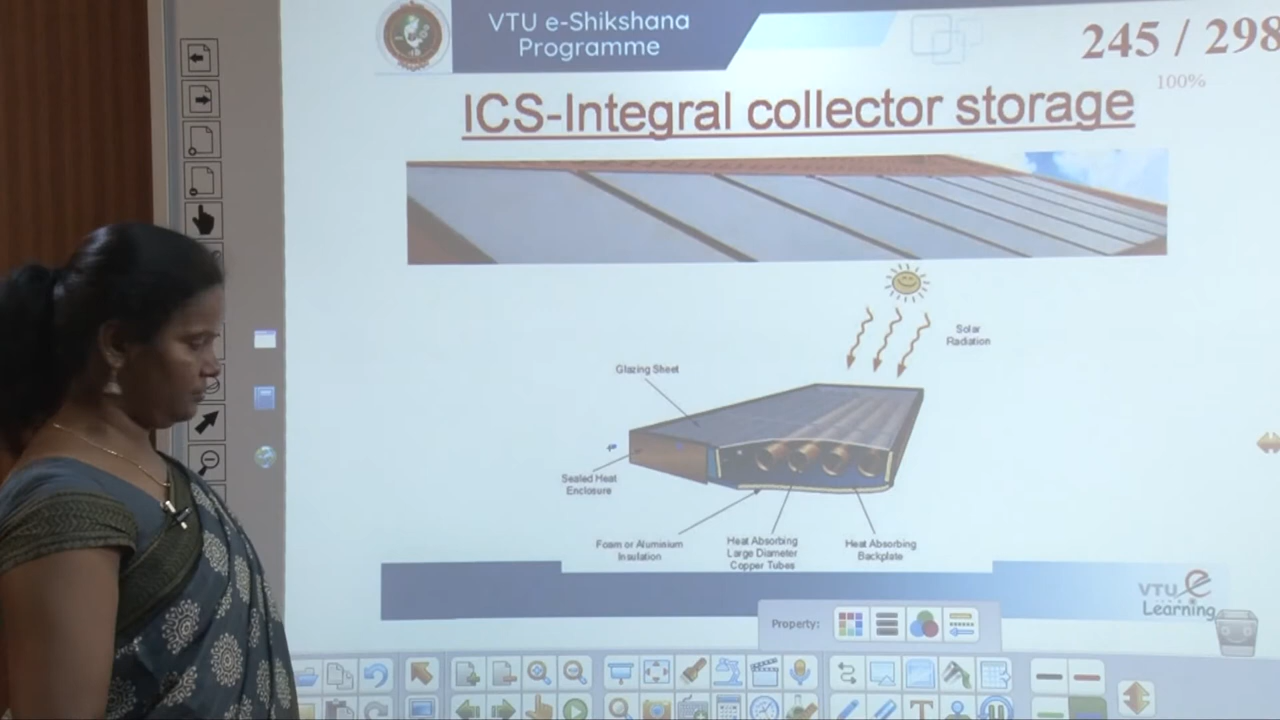 VTU e-Shikshana
Programme
245 / 298
100%
ICS-Integral collector storage
Solar
Radiation
Glazing Sheet
Sealed Heat
Enclosure
Foam or Aluminium
Insulation
Heat Absorbing
Large Diameter
Copper Tubes
Heat Absorbing
Backplate
VTU e
Learning
Property: